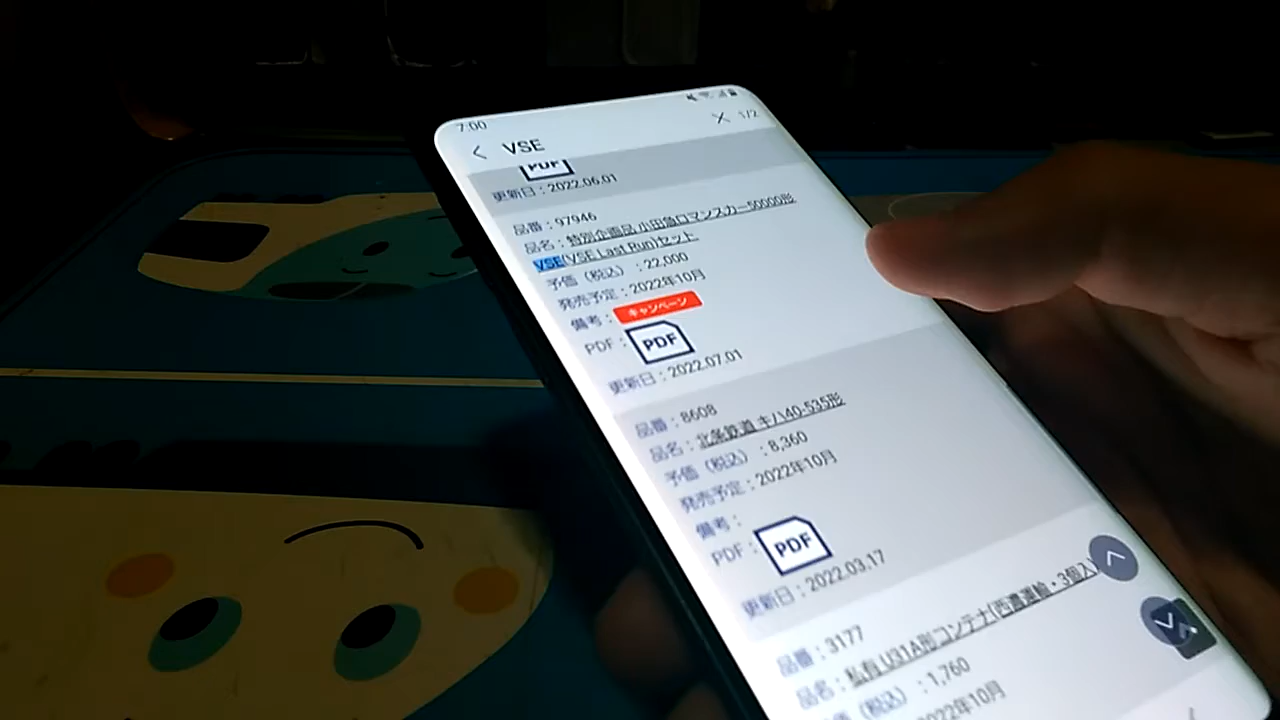 7:00
VSE
1/2
PDF
更新日：2022.06.01
品番：97946
品名：特別企画品 小田急ロマンスカー50000形
VSE(VSE Last Run)セット
予価（税込）：22,000
発売予定：2022年10月
備考：キャンペーン
PDF：PDF
更新日：2022.07.01
品番：8608
品名：北条鉄道 キハ40-535形
予価（税込）：8,360
発売予定：2022年10月
備考：
PDF：PDF
更新日：2022.03.17
品番：3177
品名：私有 U31A形コンテナ(西濃運輸・3個入)
予価（税込）：1,760
2022年10月